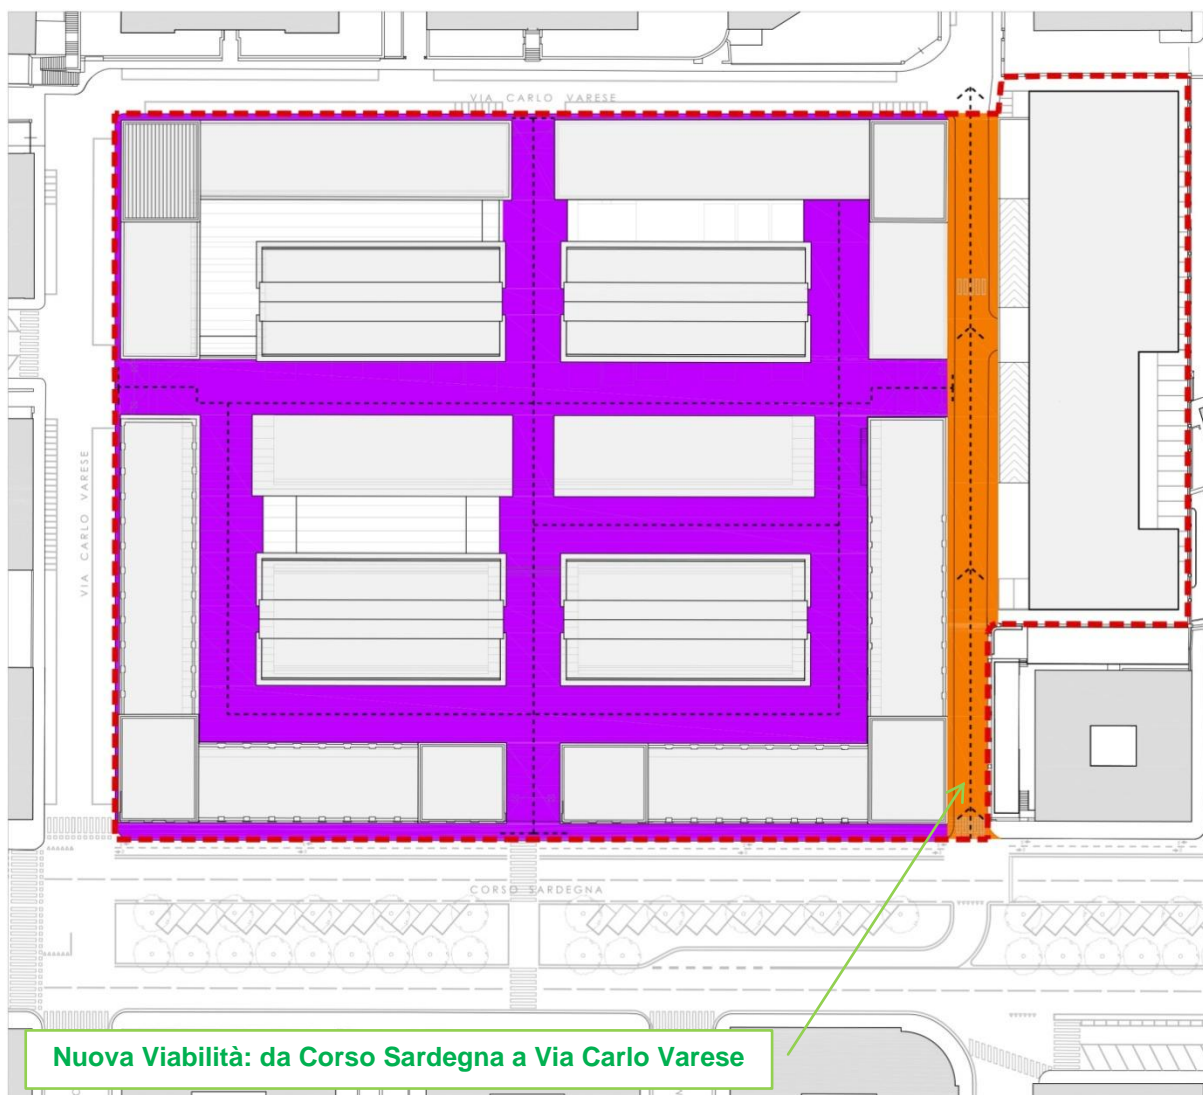 VIA CARLO VARESE
VIA CARLO VARESE
CORSO SARDEGNA
Nuova Viabilità: da Corso Sardegna a Via Carlo Varese